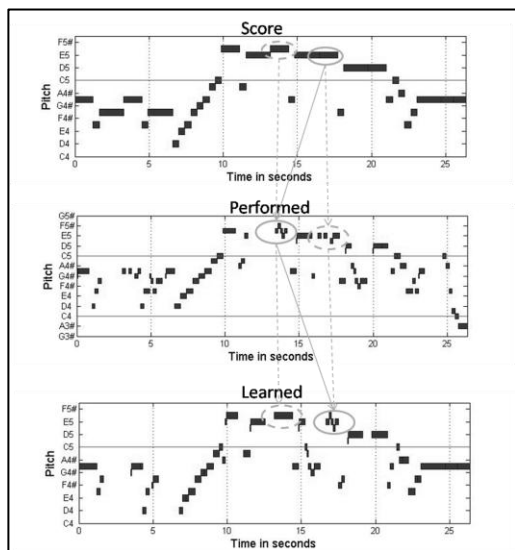 Score
F5#
E5
D5
C5
A4#
G4#
F4#
E4
D4
C4
Pitch
0 5 10 15 20 25
Time in seconds
Performed
G5#
F5#
E5
D5
C5
A4#
G4#
F4#
E4
D4
C4
A3#
G3#
Pitch
0 5 10 15 20 25
Time in seconds
Learned
F5#
E5
D5
C5
A4#
G4#
F4#
E4
D4
C4
Pitch
0 5 10 15 20 25
Time in seconds